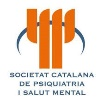 SOCIETAT CATALANA
DE PSIQUIATRIA
I SALUT MENTAL